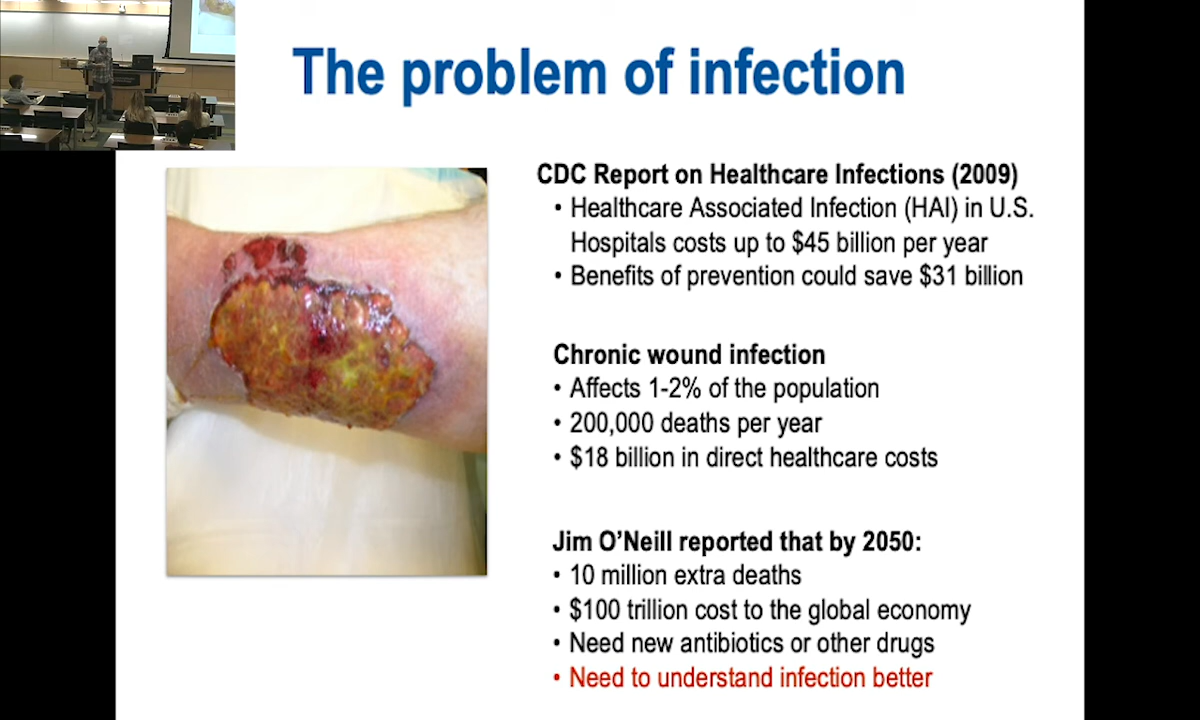 The problem of infection
CDC Report on Healthcare Infections (2009)
• Healthcare Associated Infection (HAI) in U.S.
Hospitals costs up to $45 billion per year
• Benefits of prevention could save $31 billion
Chronic wound infection
• Affects 1-2% of the population
• 200,000 deaths per year
• $18 billion in direct healthcare costs
Jim O’Neill reported that by 2050:
• 10 million extra deaths
• $100 trillion cost to the global economy
• Need new antibiotics or other drugs
• Need to understand infection better